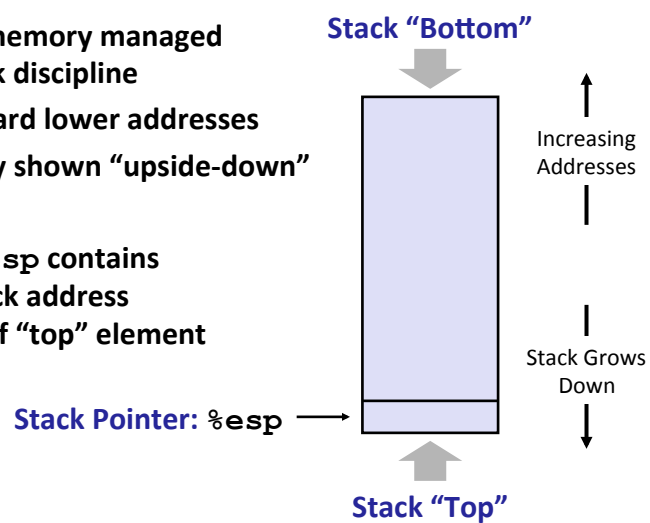 memory managed
k discipline
ard lower addresses
y shown “upside-down”
sp contains
ck address
f “top” element
Stack Pointer: %esp
Stack “Bottom”
Increasing
Addresses
Stack Grows
Down
Stack “Top”